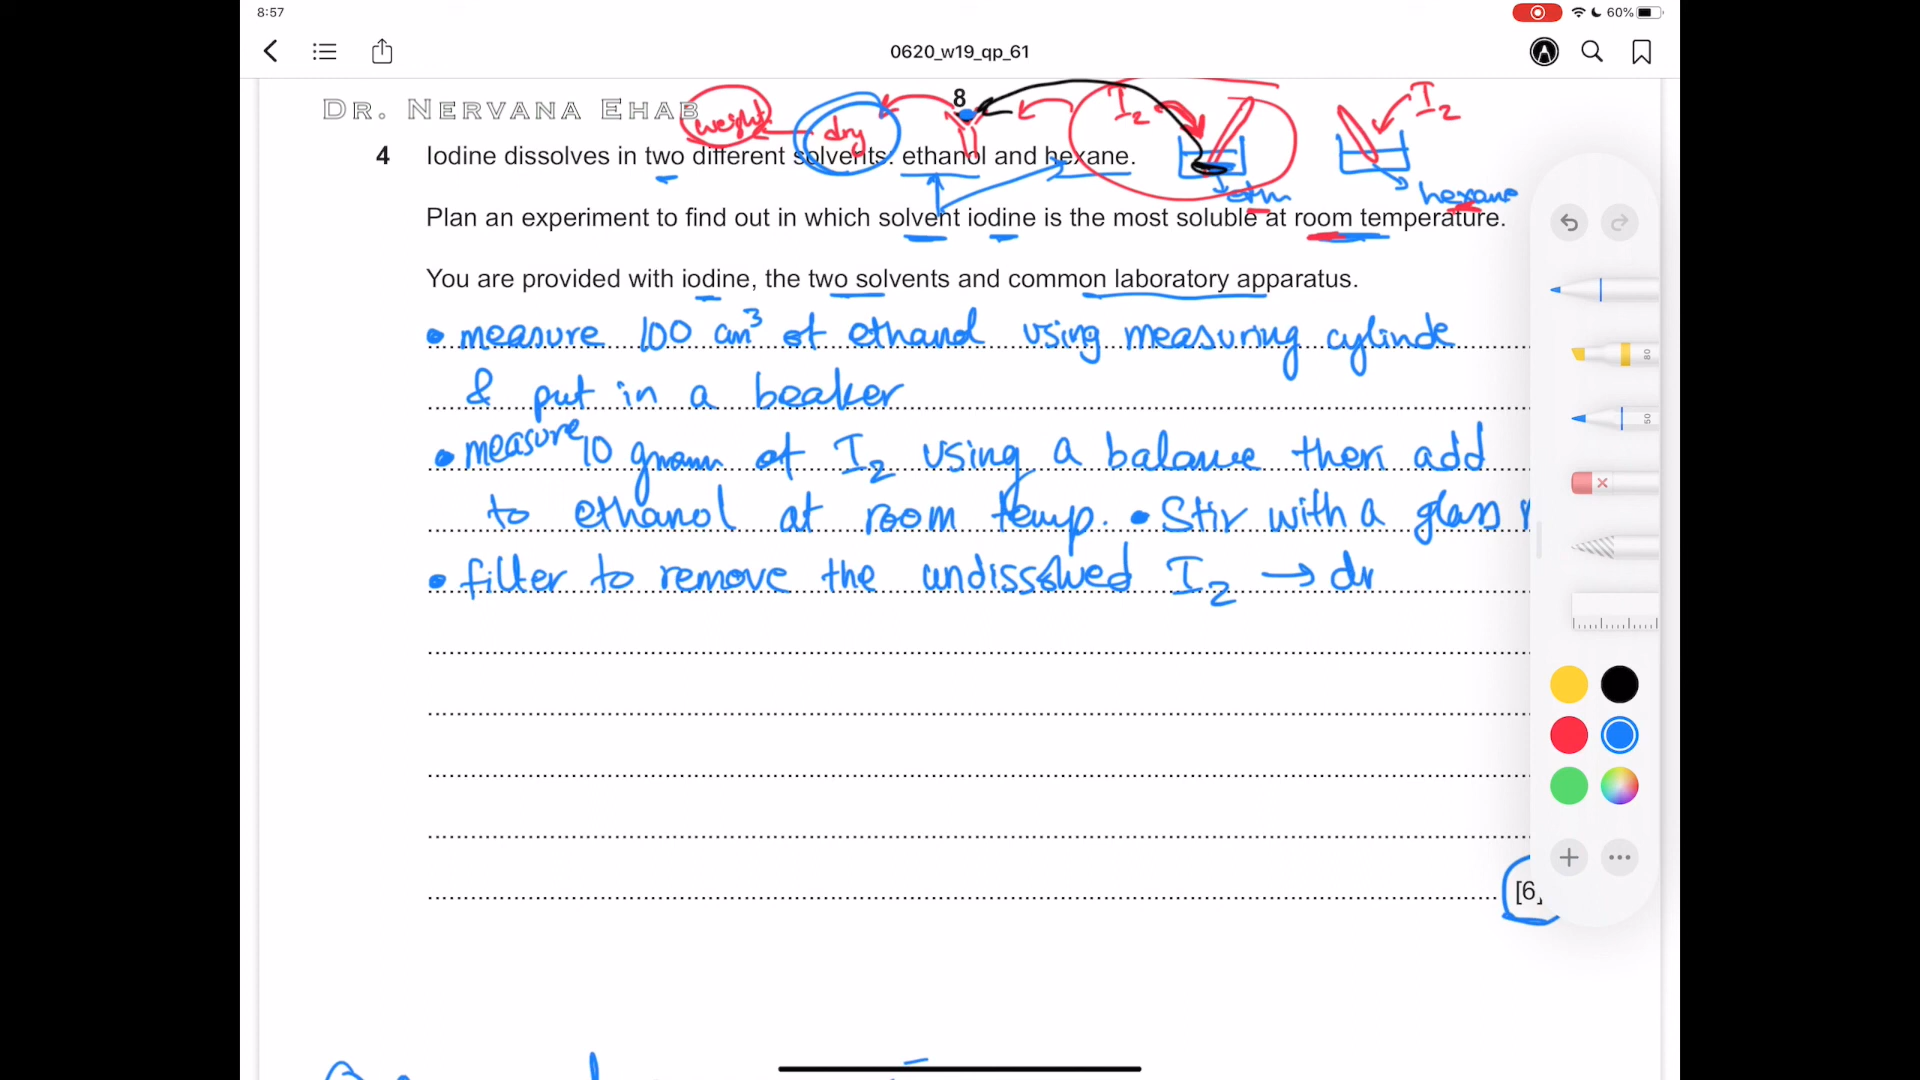 8:57
60%
0620_w19_qp_61
DR. NERVANA EHAB
8
weight
dry
I2
I2
4 Iodine dissolves in two different solvents: ethanol and hexane.
eth
hexane
Plan an experiment to find out in which solvent iodine is the most soluble at room temperature.
You are provided with iodine, the two solvents and common laboratory apparatus.
• measure 100 cm³ of ethanol using measuring cylinde
& put in a beaker
• measure 10 gram of I2 using a balance then add
to ethanol at room temp. • Stir with a glass r
• filter to remove the undissolved I2 → dr
[6]
80
50